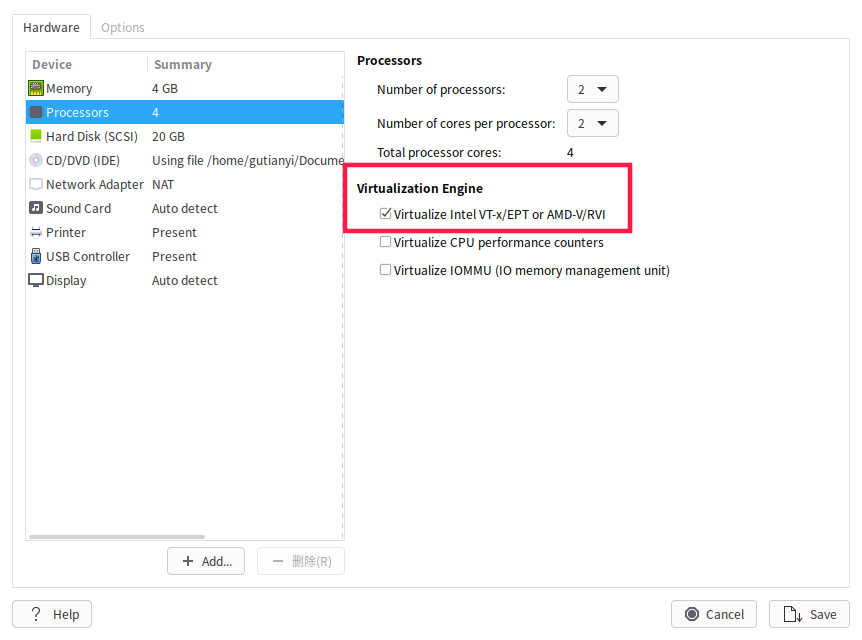 Hardware Options
Device Summary
Memory 4 GB
Processors 4
Hard Disk (SCSI) 20 GB
CD/DVD (IDE) Using file /home/gutianyi/Docume
Network Adapter NAT
Sound Card Auto detect
Printer Present
USB Controller Present
Display Auto detect
Add... 删除(R)
Processors
Number of processors: 2
Number of cores per processor: 2
Total processor cores: 4
Virtualization Engine
Virtualize Intel VT-x/EPT or AMD-V/RVI
Virtualize CPU performance counters
Virtualize IOMMU (IO memory management unit)
? Help Cancel Save